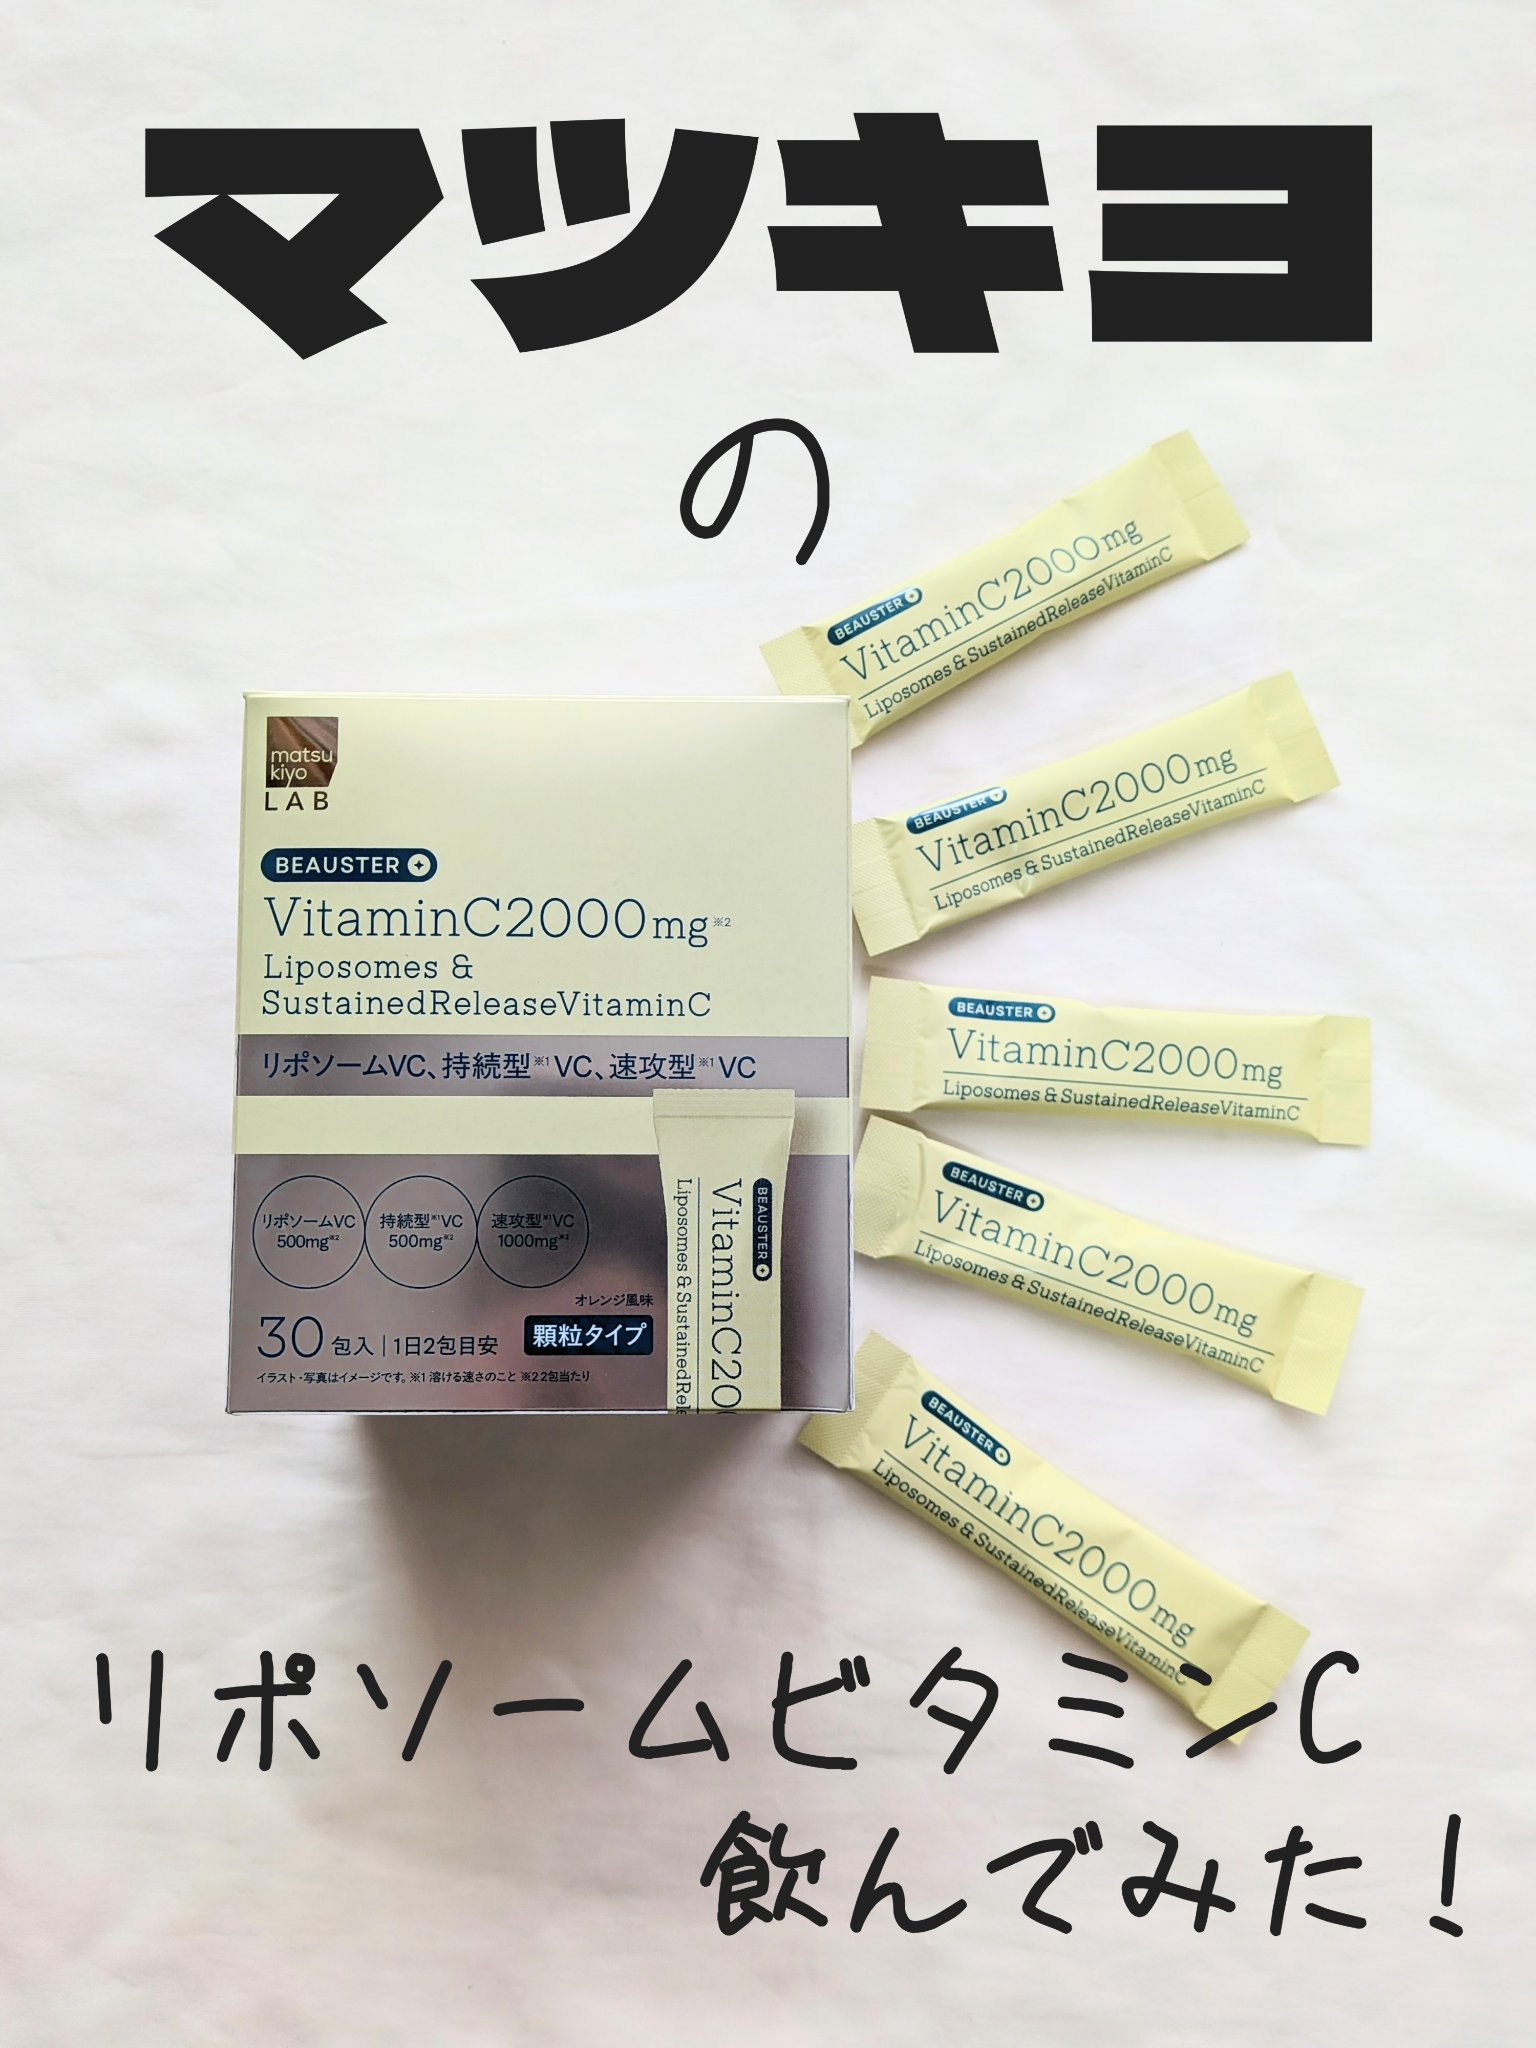 マツキヨ
の
BEAUSTER
VitaminC2000mg
Liposomes & SustainedReleaseVitaminC
matsu
kiyo
LAB
BEAUSTER
VitaminC2000mg※2
Liposomes &
SustainedReleaseVitaminC
リポソームVC、持続型※1VC、速攻型※1VC
リポソームVC
500mg※2
持続型※1VC
500mg※2
速攻型※1VC
1000mg※2
オレンジ風味
30包入|1日2包目安
顆粒タイプ
イラスト・写真はイメージです。※1 溶ける速さのこと ※2 2包当たり
BEAUSTER
VitaminC20
Liposomes & SustainedRele
BEAUSTER
VitaminC2000mg
Liposomes & SustainedReleaseVitaminC
BEAUSTER
VitaminC2000mg
Liposomes & SustainedReleaseVitaminC
BEAUSTER
VitaminC2000mg
Liposomes & SustainedReleaseVitaminC
BEAUSTER
VitaminC2000mg
Liposomes & SustainedReleaseVitaminC
リポソームビタミンC
飲んでみた！